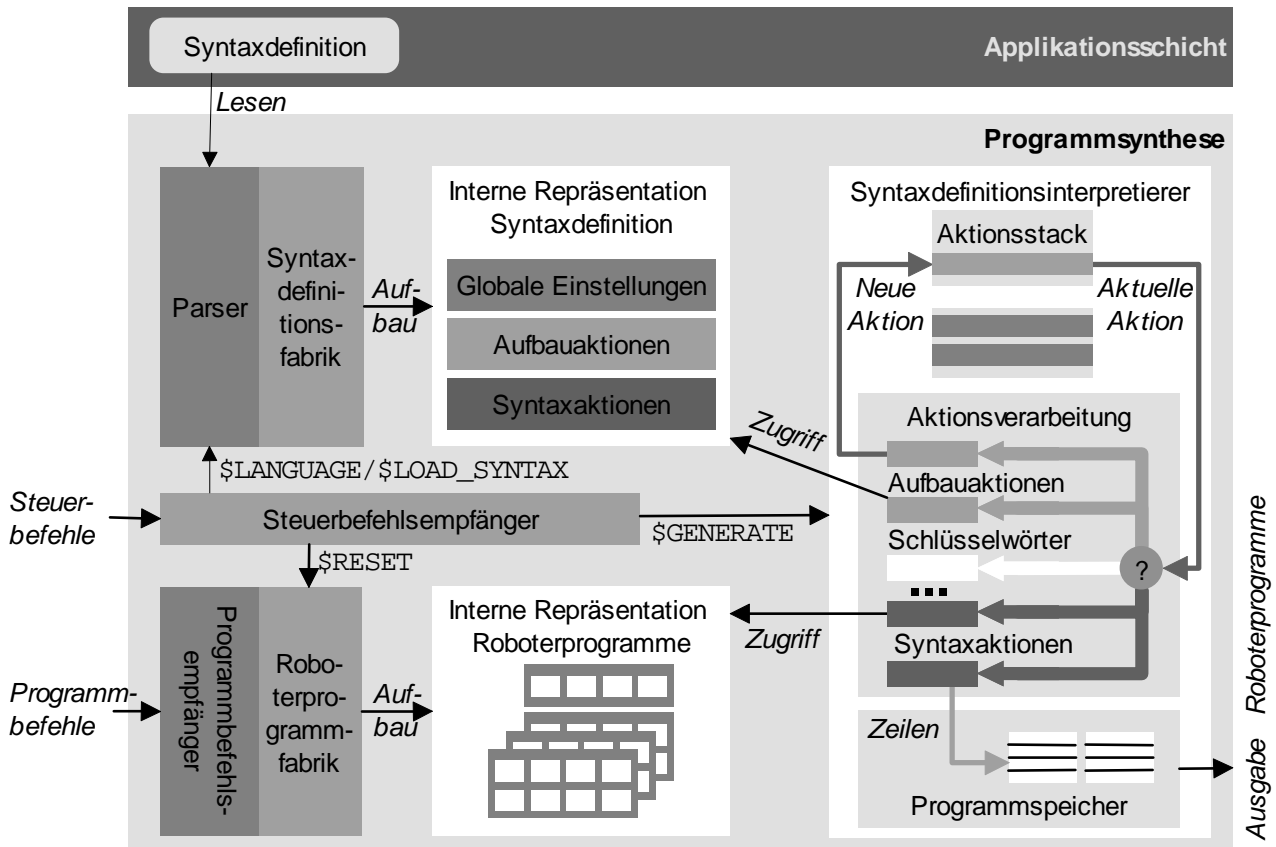 Syntaxdefinition
Applikationsschicht
Lesen
Programmsynthese
Parser
Syntax-
defini-
tions-
fabrik
Auf-
bau
Interne Repräsentation
Syntaxdefinition
Globale Einstellungen
Aufbauaktionen
Syntaxaktionen
Syntaxdefinitionsinterpretierer
Aktionsstack
Neue
Aktion
Aktuelle
Aktion
Zugriff
Aktionsverarbeitung
Aufbauaktionen
Schlüsselwörter
?
...
Syntaxaktionen
$LANGUAGE/$LOAD_SYNTAX
Steuer-
befehle
Steuerbefehlsempfänger
$GENERATE
$RESET
Programm-
befehle
Programmbefehls-
empfänger
Robo-
terpro-
gramm-
fabrik
Auf-
bau
Interne Repräsentation
Roboterprogramme
Zugriff
Zeilen
Programmspeicher
Ausgabe Roboterprogramme